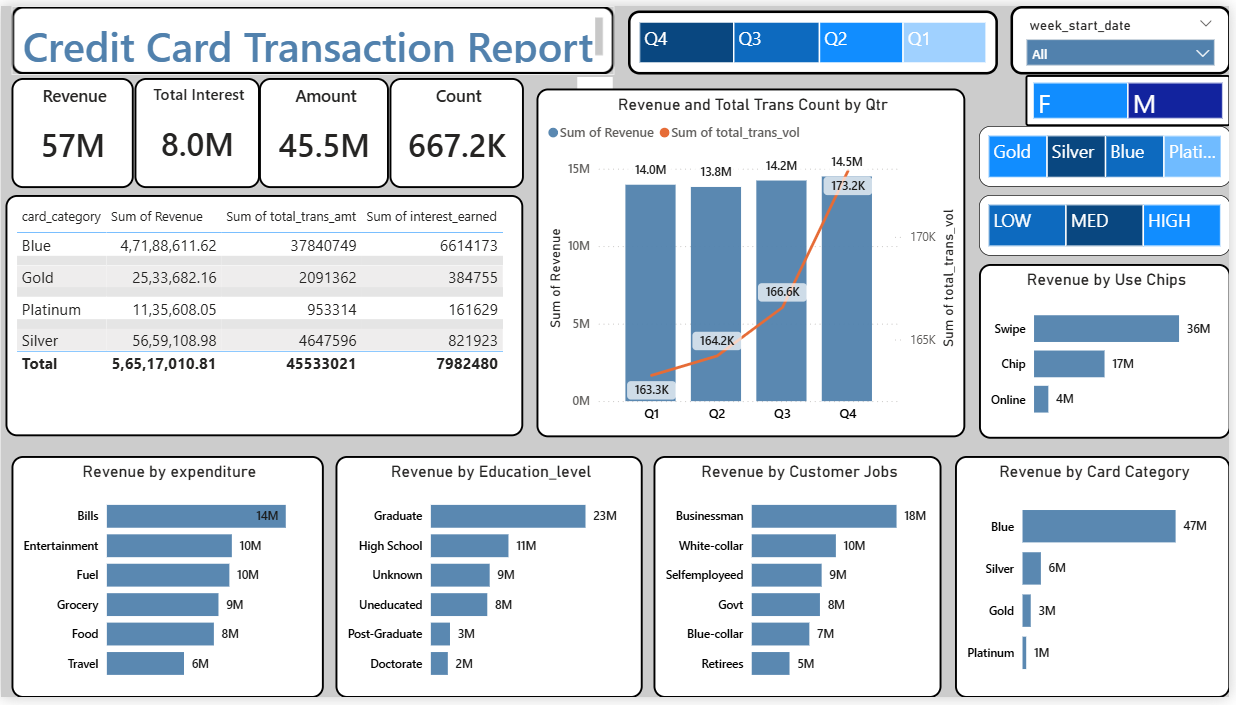 Credit Card Transaction Report
Q4 Q3 Q2 Q1
week_start_date
All
F M
Gold Silver Blue Plati...
LOW MED HIGH
Revenue
57M
Total Interest
8.0M
Amount
45.5M
Count
667.2K
card_category Sum of Revenue Sum of total_trans_amt Sum of interest_earned
Blue 4,71,88,611.62 37840749 6614173
Gold 25,33,682.16 2091362 384755
Platinum 11,35,608.05 953314 161629
Silver 56,59,108.98 4647596 821923
Total 5,65,17,010.81 45533021 7982480
Revenue and Total Trans Count by Qtr
Sum of Revenue Sum of total_trans_vol
Sum of Revenue
15M
10M
5M
0M
14.0M 13.8M 14.2M 14.5M
163.3K 164.2K 166.6K 173.2K
Q1 Q2 Q3 Q4
170K
165K
Sum of total_trans_vol
Revenue by Use Chips
Swipe 36M
Chip 17M
Online 4M
Revenue by expenditure
Bills 14M
Entertainment 10M
Fuel 10M
Grocery 9M
Food 8M
Travel 6M
Revenue by Education_level
Graduate 23M
High School 11M
Unknown 9M
Uneducated 8M
Post-Graduate 3M
Doctorate 2M
Revenue by Customer Jobs
Businessman 18M
White-collar 10M
Selfemployeed 9M
Govt 8M
Blue-collar 7M
Retirees 5M
Revenue by Card Category
Blue 47M
Silver 6M
Gold 3M
Platinum 1M